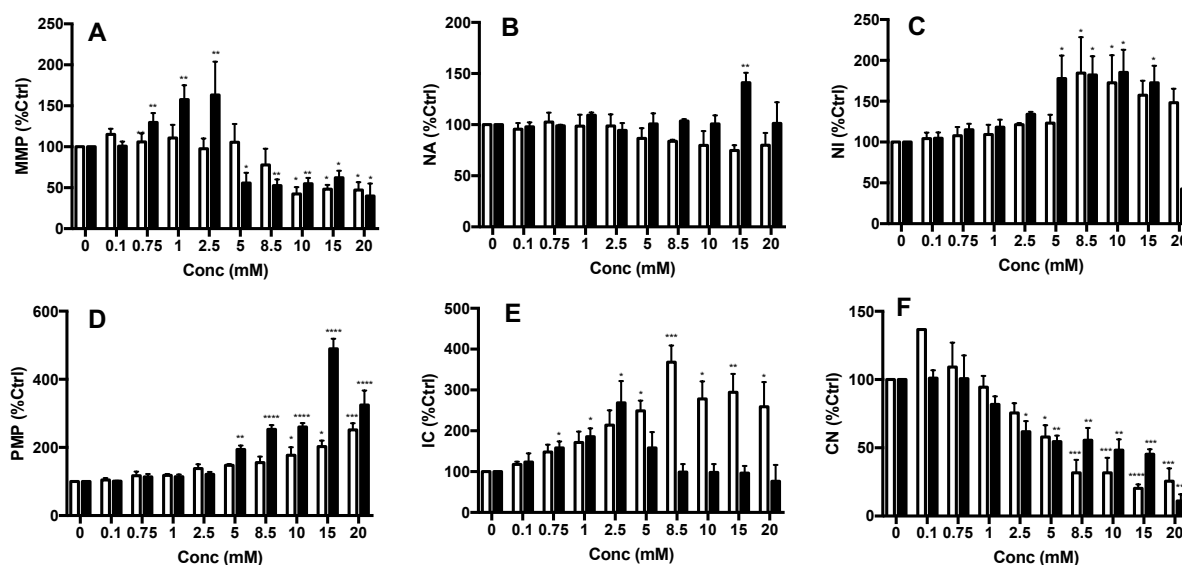 A
MMP (%Ctrl)
250
200
150
100
50
0
** ** ** ** * ** * ** * * * *
0 0.1 0.75 1 2.5 5 8.5 10 15 20
Conc (mM)
B
NA (%Ctrl)
200
150
100
50
0
**
0 0.1 0.75 1 2.5 5 8.5 10 15 20
Conc (mM)
C
NI (%Ctrl)
250
200
150
100
50
0
* * * * * *
0 0.1 0.75 1 2.5 5 8.5 10 15 20
Conc (mM)
D
PMP (%Ctrl)
600
400
200
0
** **** * **** * **** *** ****
0 0.1 0.75 1 2.5 5 8.5 10 15 20
Conc (mM)
E
IC (%Ctrl)
500
400
300
200
100
0
* * * * *** * ** *
0 0.1 0.75 1 2.5 5 8.5 10 15 20
Conc (mM)
F
CN (%Ctrl)
150
100
50
0
* * ** *** ** *** ** **** *** ***
0 0.1 0.75 1 2.5 5 8.5 10 15 20
Conc (mM)